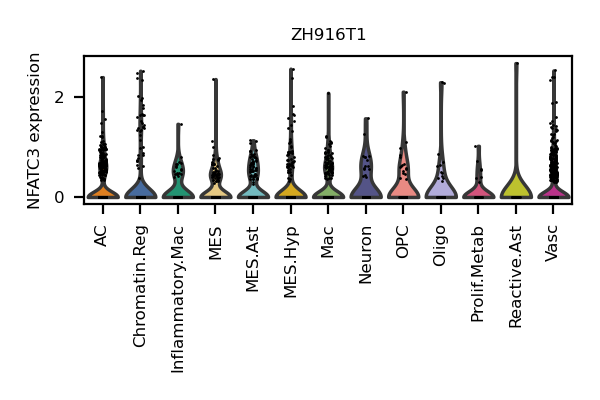 ZH916T1
NFATC3 expression
2
0
AC
Chromatin.Reg
Inflammatory.Mac
MES
MES.Ast
MES.Hyp
Mac
Neuron
OPC
Oligo
Prolif.Metab
Reactive.Ast
Vasc